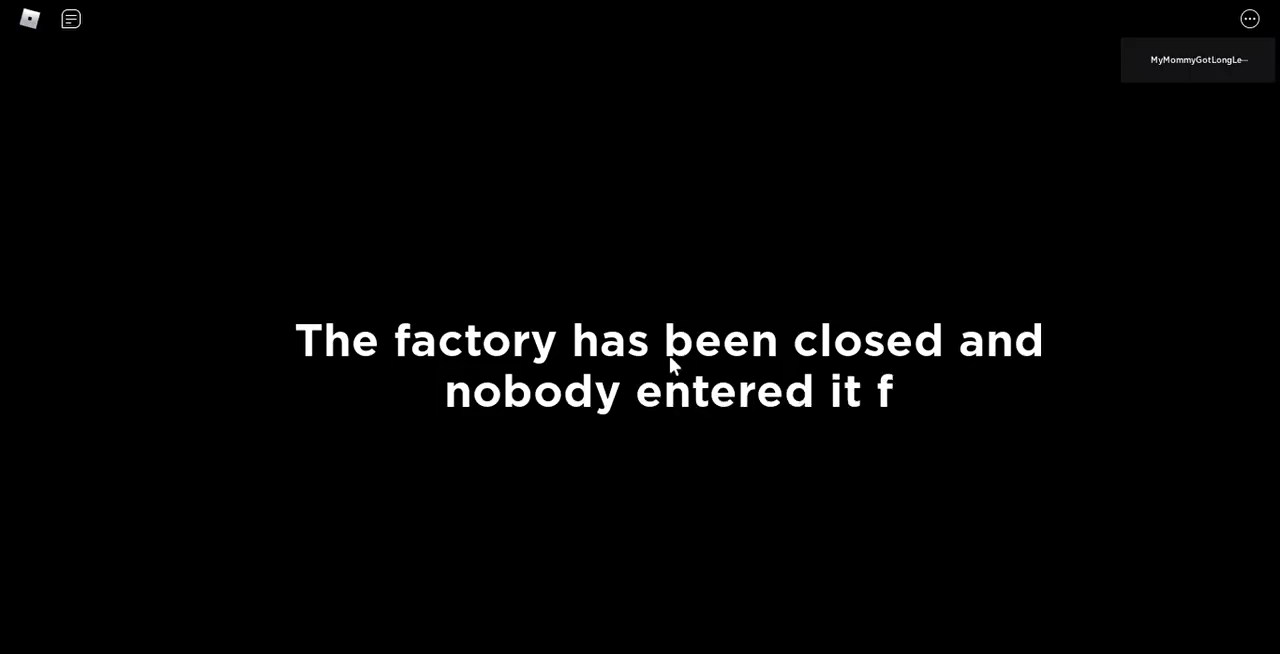 MyMommyGotLongLe...
The factory has been closed and
nobody entered it f